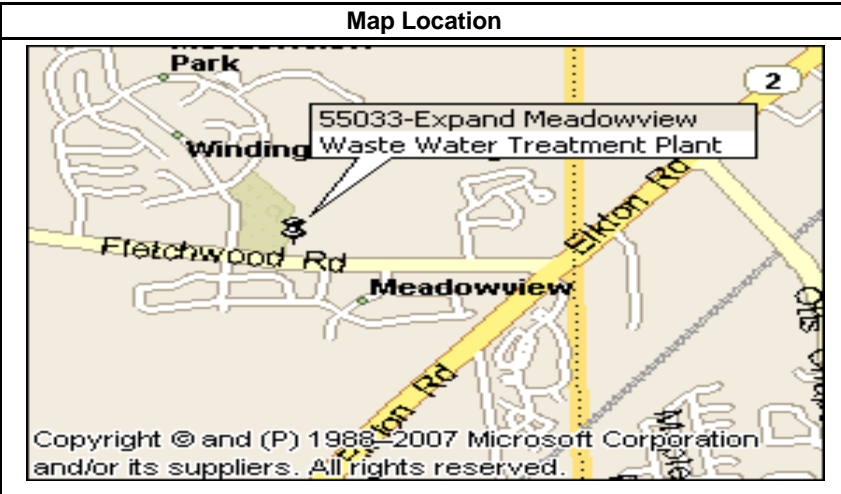 Map Location
Park
2
55033-Expand Meadowview
Waste Water Treatment Plant
Winding
Elkton Rd
Fletchwood Rd
Meadowview
Elkton Rd
Copyright © and (P) 1988–2007 Microsoft Corporation
and/or its suppliers. All rights reserved.